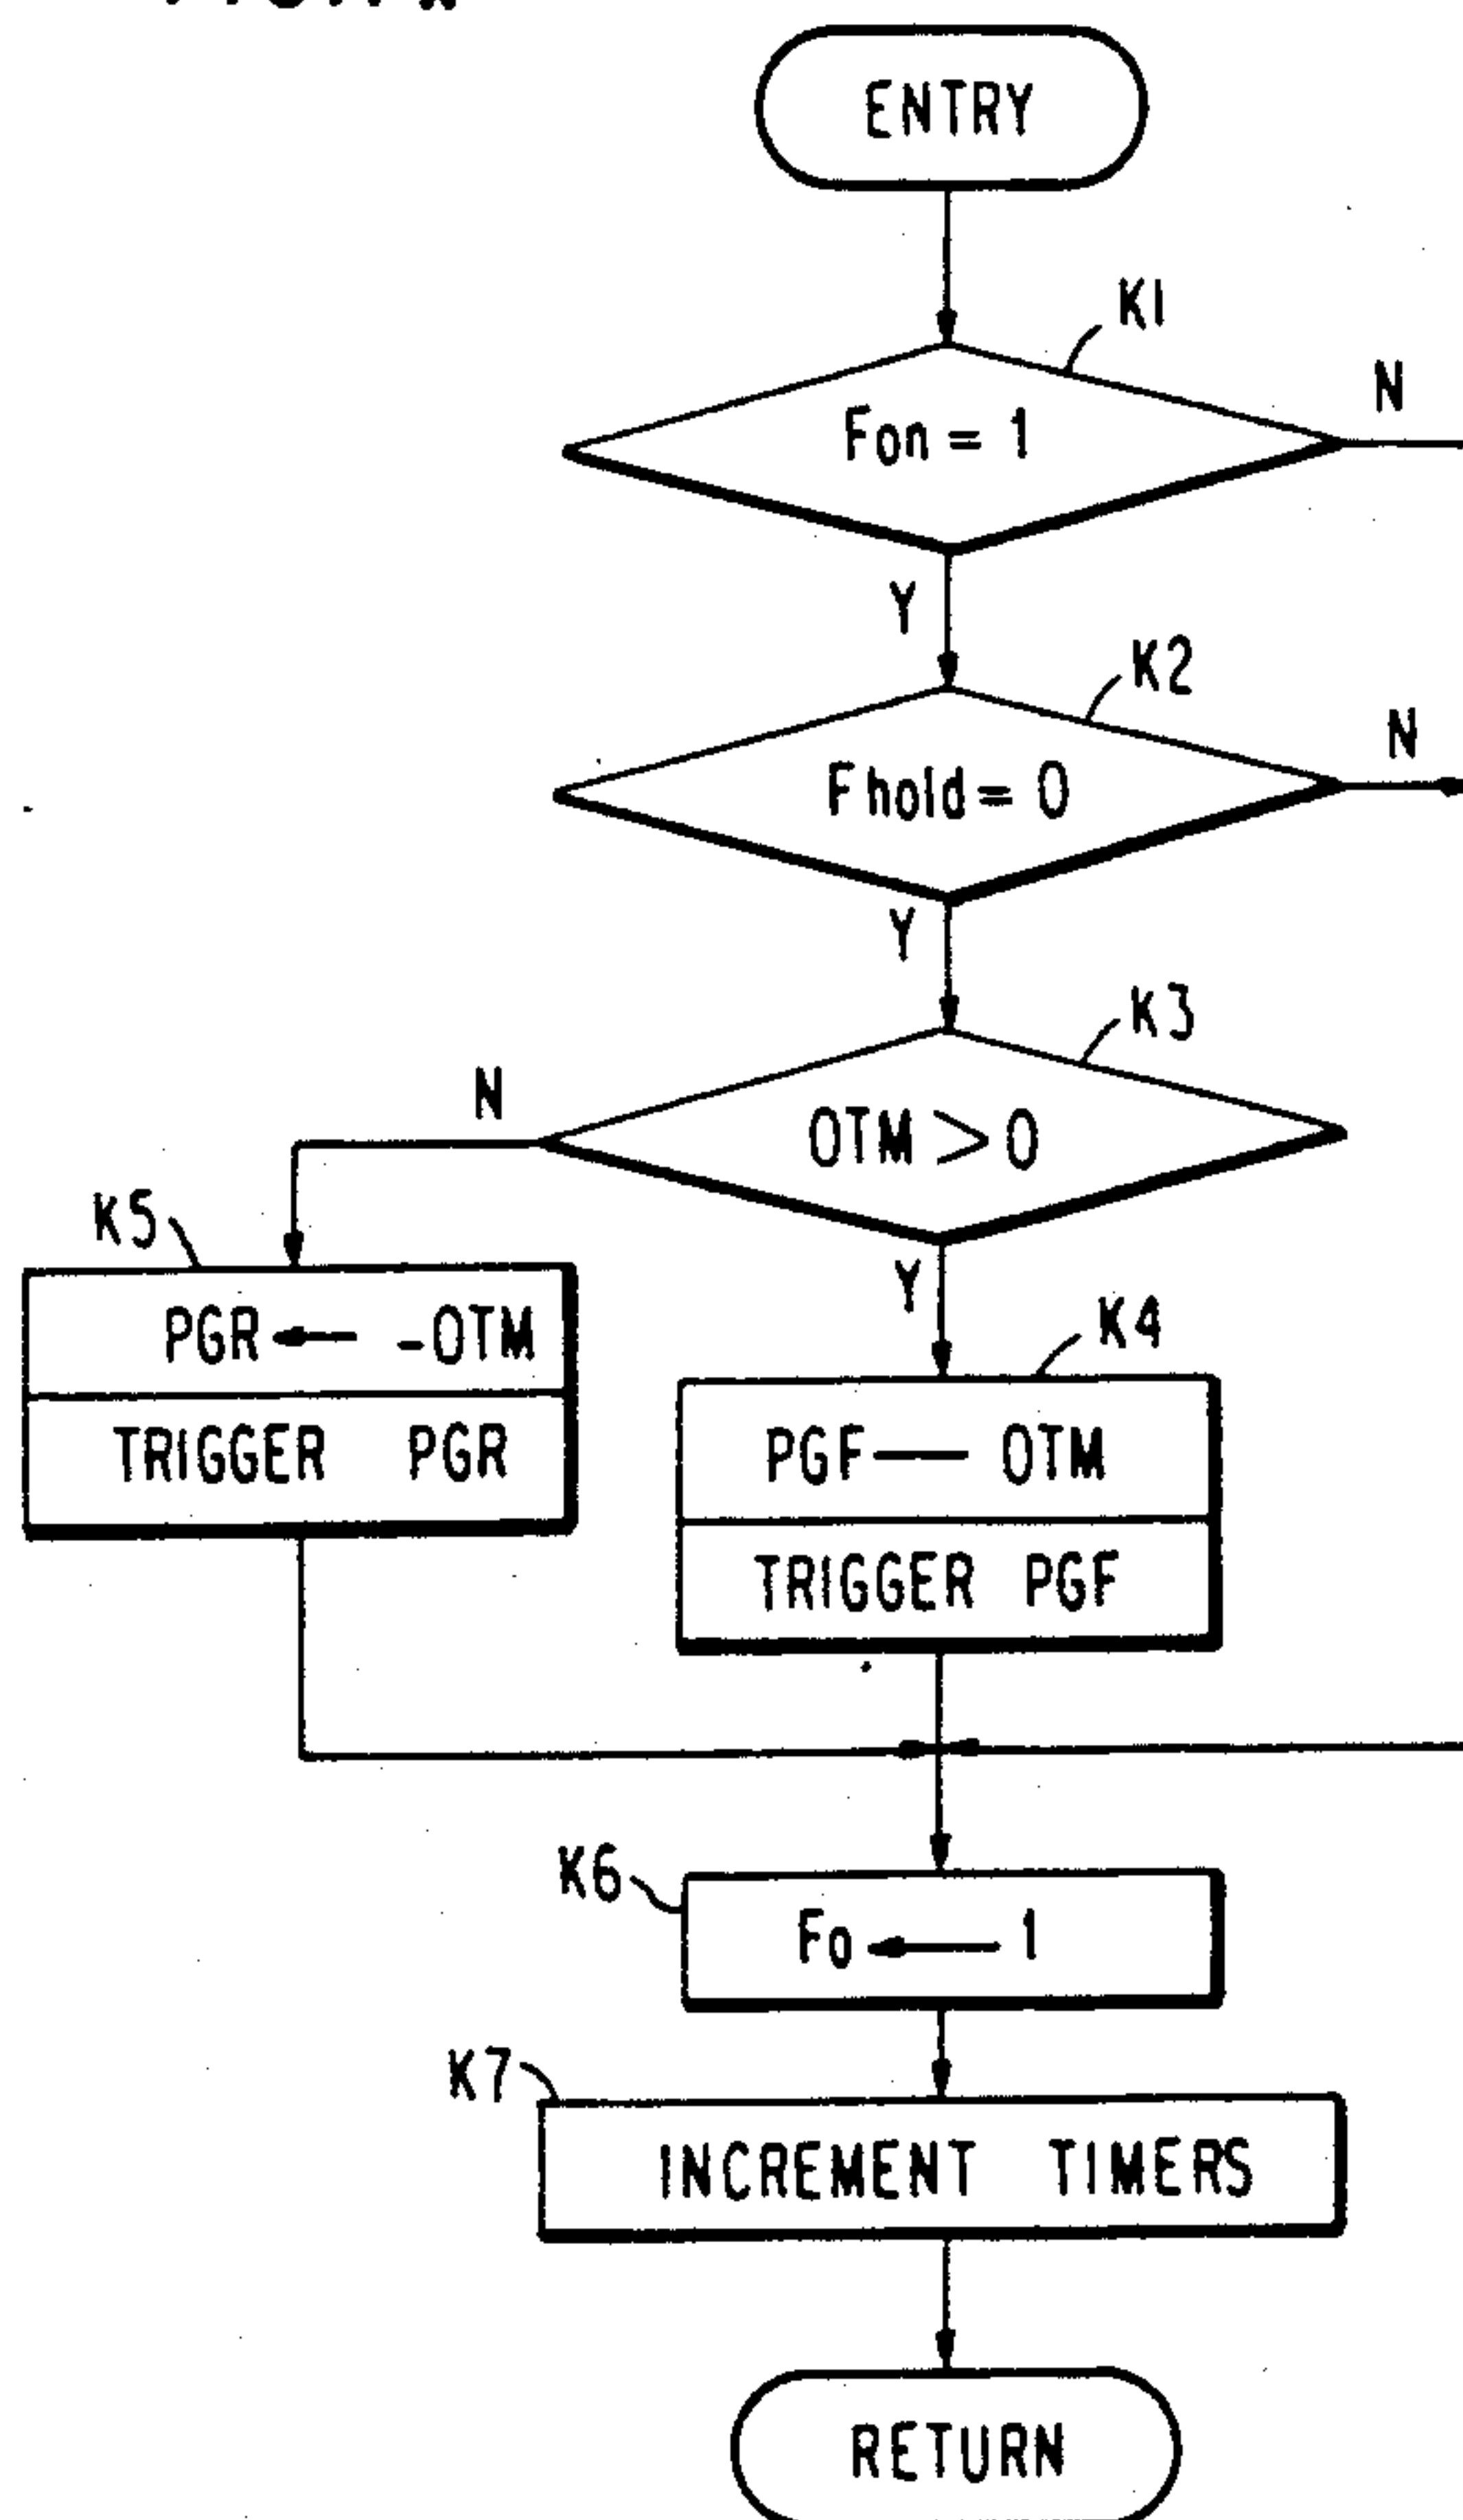 ENTRY
K1
Fon = 1
N
Y
K2
Fhold = 0
N
Y
K3
OTM > 0
N
Y
K5
PGR ← -OTM
TRIGGER PGR
K4
PGF — OTM
TRIGGER PGF
K6
Fo ← 1
K7
INCREMENT TIMERS
RETURN